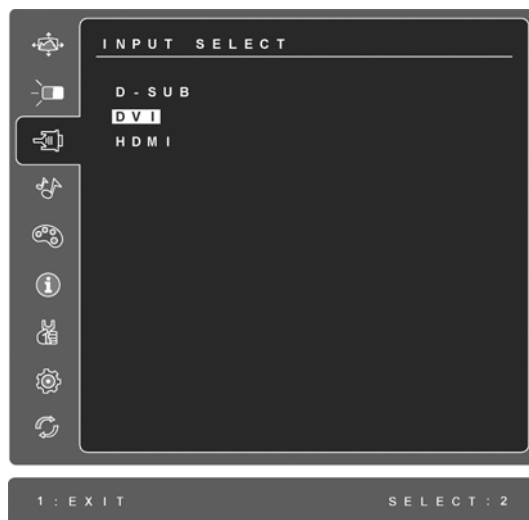 INPUT SELECT
D-SUB
DVI
HDMI
1:EXIT
SELECT:2